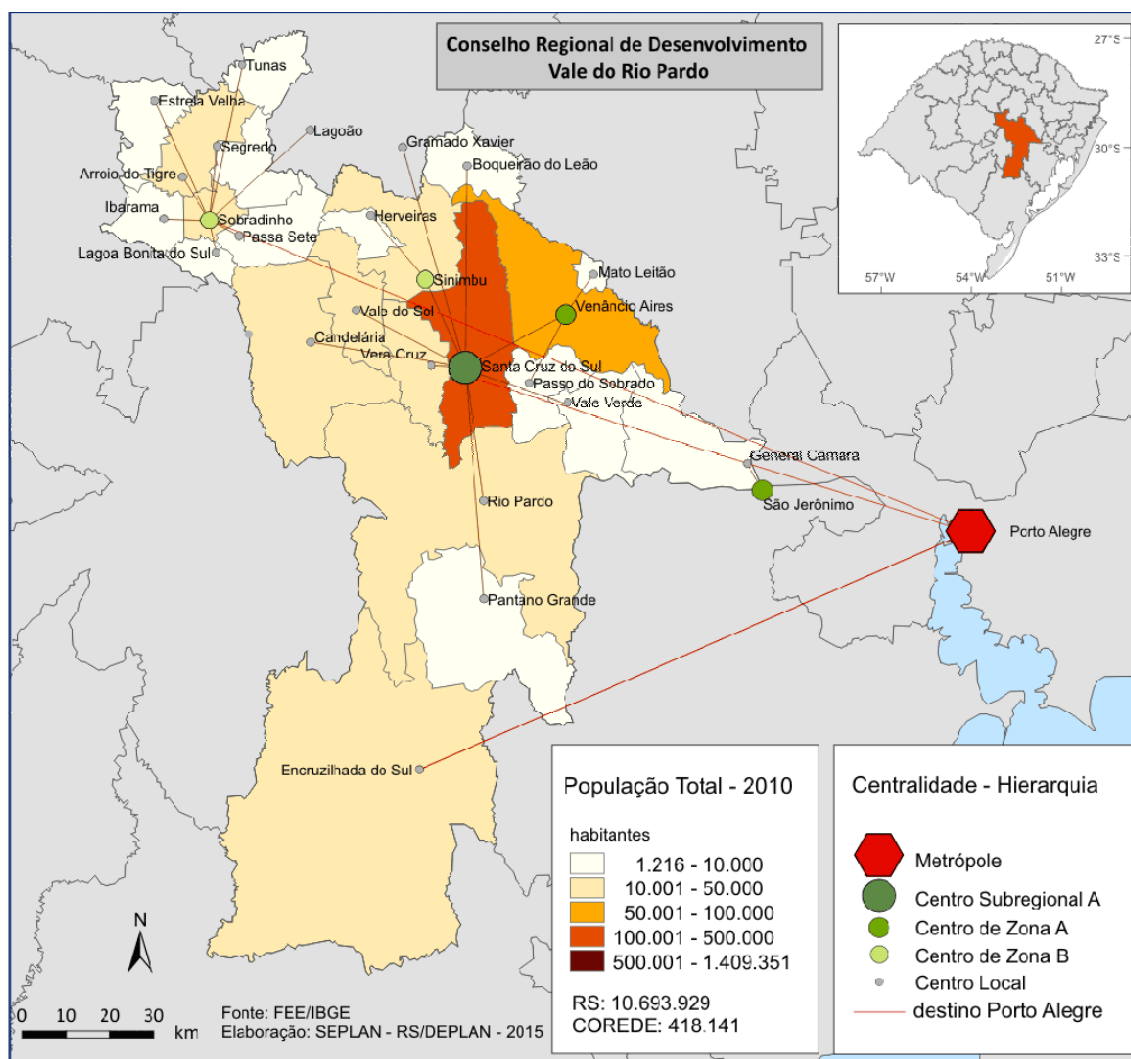 Conselho Regional de Desenvolvimento
Vale do Rio Pardo
27°S
30°S
33°S
57°W
54°W
51°W
Tunas
Estrela Velha
Lagoão
Segredo
Gramado Xavier
Boqueirão do Leão
Arroio do Tigre
Ibarama
Sobradinho
Herveiras
Passa Sete
Lagoa Bonita do Sul
Sinimbu
Mato Leitão
Venâncio Aires
Vale do Sol
Candelária
Vera Cruz
Santa Cruz do Sul
Passo do Sobrado
Vale Verde
General Câmara
São Jerônimo
Rio Pardo
Porto Alegre
Pantano Grande
Encruzilhada do Sul
População Total - 2010
habitantes
1.216 - 10.000
10.001 - 50.000
50.001 - 100.000
100.001 - 500.000
500.001 - 1.409.351
RS: 10.693.929
COREDE: 418.141
Centralidade - Hierarquia
Metrópole
Centro Subregional A
Centro de Zona A
Centro de Zona B
Centro Local
destino Porto Alegre
N
0 10 20 30
km
Fonte: FEE/IBGE
Elaboração: SEPLAN - RS/DEPLAN - 2015